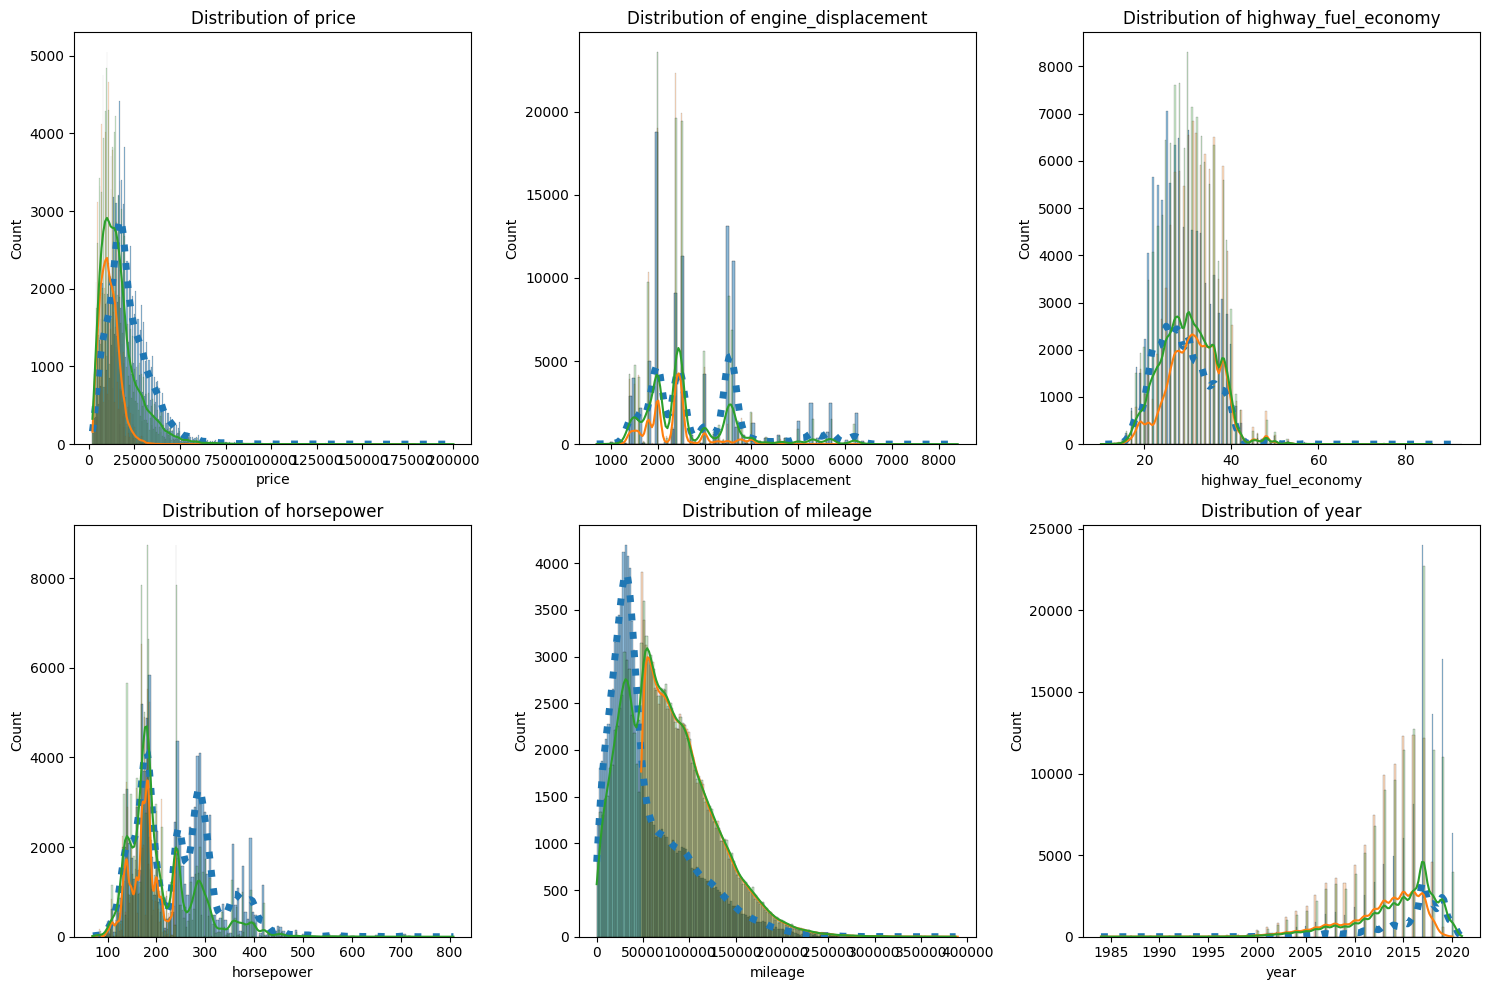 Distribution of price
5000
4000
3000
2000
1000
0
Count
0 25000 50000 75000 100000 125000 150000 175000 200000
price
Distribution of engine_displacement
20000
15000
10000
5000
0
Count
1000 2000 3000 4000 5000 6000 7000 8000
engine_displacement
Distribution of highway_fuel_economy
8000
7000
6000
5000
4000
3000
2000
1000
0
Count
20 40 60 80
highway_fuel_economy
Distribution of horsepower
8000
6000
4000
2000
0
Count
100 200 300 400 500 600 700 800
horsepower
Distribution of mileage
4000
3500
3000
2500
2000
1500
1000
500
0
Count
0 50000 100000 150000 200000 250000 300000 350000 400000
mileage
Distribution of year
25000
20000
15000
10000
5000
0
Count
1985 1990 1995 2000 2005 2010 2015 2020
year